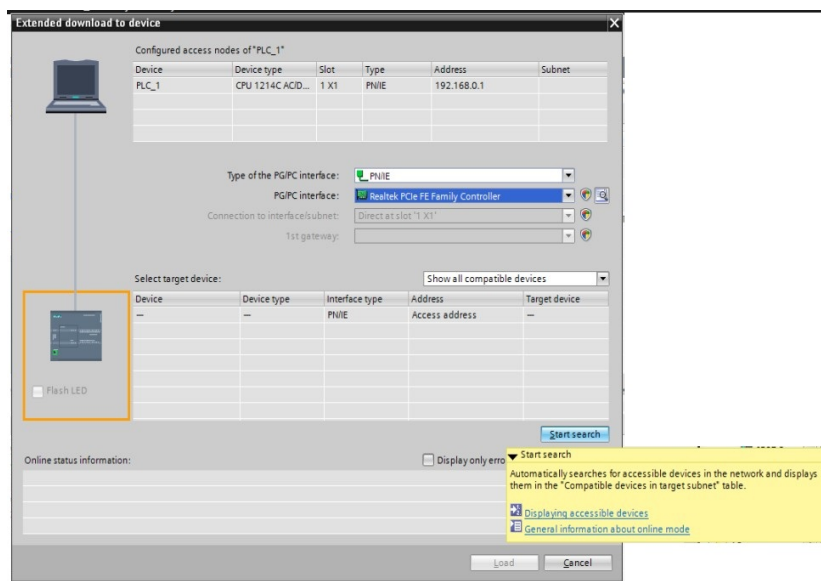 Extended download to device
Configured access nodes of "PLC_1"
Device Device type Slot Type Address Subnet
PLC_1 CPU 1214C AC/D... 1 X1 PN/IE 192.168.0.1
Type of the PG/PC interface: PN/IE
PG/PC interface: Realtek PCIe FE Family Controller
Connection to interface/subnet: Direct at slot '1 X1'
1st gateway:
Select target device: Show all compatible devices
Device Device type Interface type Address Target device
— — PN/IE Access address —
Flash LED
Start search
Online status information: Display only erro
Start search
Automatically searches for accessible devices in the network and displays
them in the "Compatible devices in target subnet" table.
Displaying accessible devices
General information about online mode
Load Cancel